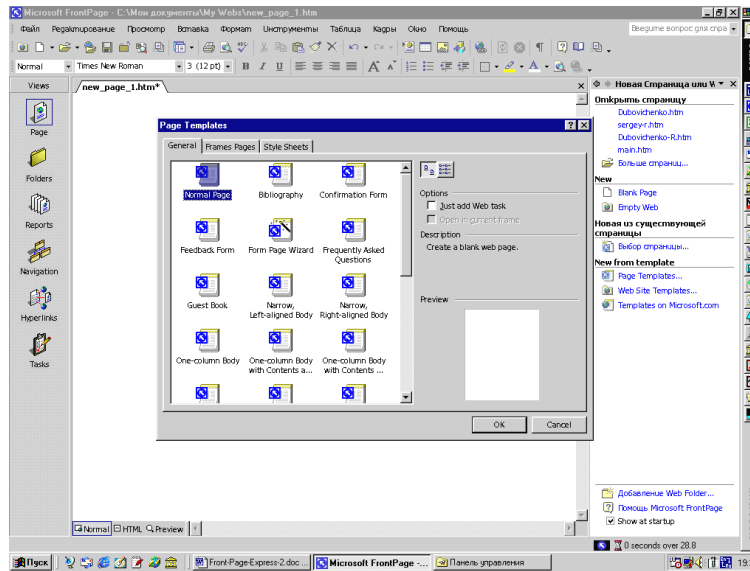 Microsoft FrontPage - C:\Мои документы\My Webs\new_page_1.htm
Файл Редактирование Просмотр Вставка Формат Инструменты Таблица Кадры Окно Помощь
Введите вопрос для спра
Normal Times New Roman 3 (12 pt)
Views
Page
Folders
Reports
Navigation
Hyperlinks
Tasks
new_page_1.htm*
Page Templates
General Frames Pages Style Sheets
Normal Page
Bibliography
Confirmation Form
Feedback Form
Form Page Wizard
Frequently Asked
Questions
Guest Book
Narrow,
Left-aligned Body
Narrow,
Right-aligned Body
One-column Body
One-column Body
with Contents a...
One-column Body
with Contents ...
Options
Just add Web task
Open in current frame
Description
Create a blank web page.
Preview
OK Cancel
Новая Страница или W
Открыть страницу
Dubovichenko.htm
sergey-r.htm
Dubovichenko-R.htm
main.htm
Больше страниц...
New
Blank Page
Empty Web
Новая из существующей
страницы
Выбор страницы...
New from template
Page Templates...
Web Site Templates...
Templates on Microsoft.com
Добавление Web Folder...
Помощь Microsoft FrontPage
Show at startup
Normal HTML Preview
0 seconds over 28.8
Пуск
Front-Page-Express-2.doc ...
Microsoft FrontPage -...
Панель управления
19: